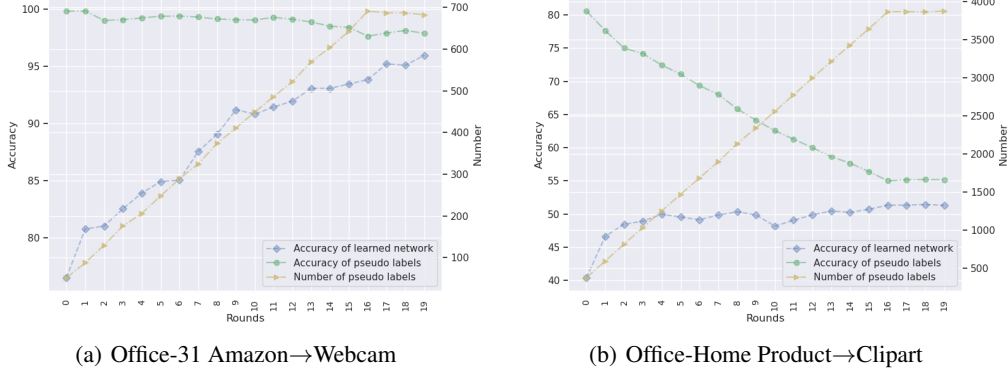 100
95
90
85
80
Accuracy
700
600
500
400
300
200
100
Number
0 1 2 3 4 5 6 7 8 9 10 11 12 13 14 15 16 17 18 19
Rounds
Accuracy of learned network
Accuracy of pseudo labels
Number of pseudo labels
(a) Office-31 Amazon→Webcam
80
75
70
65
60
55
50
45
40
Accuracy
4000
3500
3000
2500
2000
1500
1000
500
Number
0 1 2 3 4 5 6 7 8 9 10 11 12 13 14 15 16 17 18 19
Rounds
Accuracy of learned network
Accuracy of pseudo labels
Number of pseudo labels
(b) Office-Home Product→Clipart